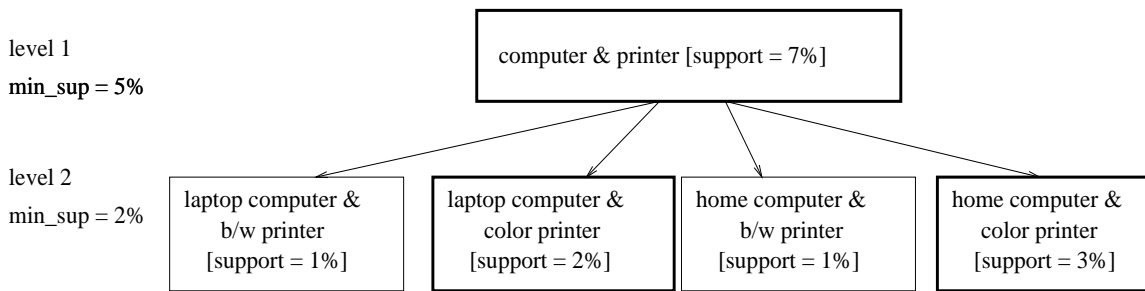 level 1
min_sup = 5%
computer & printer [support = 7%]
level 2
min_sup = 2%
laptop computer &
b/w printer
[support = 1%]
laptop computer &
color printer
[support = 2%]
home computer &
b/w printer
[support = 1%]
home computer &
color printer
[support = 3%]